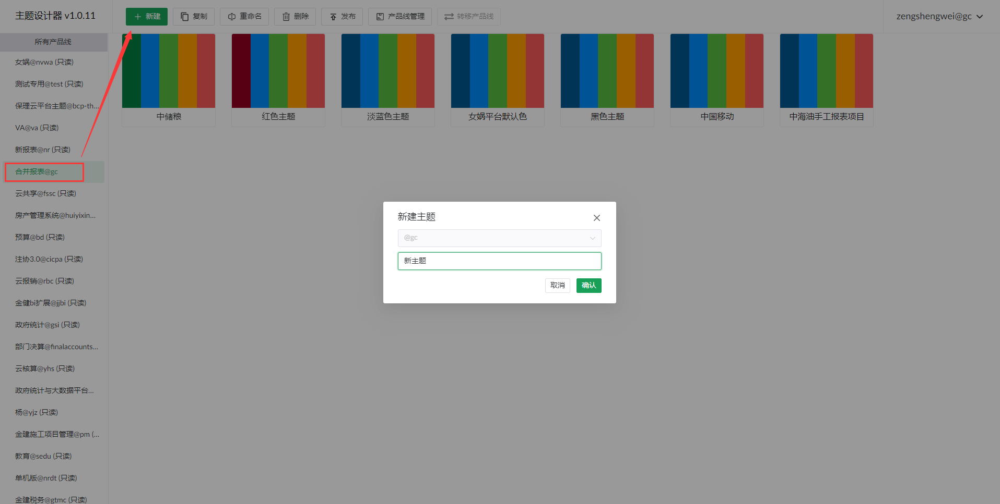 主题设计器 v1.0.11
新建
复制
重命名
删除
发布
产品线管理
转移产品线
zengshengwei@gc
所有产品线
女娲@nvwa (只读)
测试专用@test (只读)
保理云平台主题@bcp-th...
VA@va (只读)
新报表@nr (只读)
合并报表@gc
云共享@fssc (只读)
房产管理系统@huiyixin...
预算@bd (只读)
注协3.0@cicpa (只读)
云报销@rbc (只读)
金健bi扩展@jjbi (只读)
政府统计@gsi (只读)
部门决算@finalaccounts...
云核算@yhs (只读)
政府统计与大数据平台...
杨@yjz (只读)
金建施工项目管理@pm (...
教育@sedu (只读)
单机版@nrdt (只读)
金建税务@gtmc (只读)
中储粮
红色主题
淡蓝色主题
女娲平台默认色
黑色主题
中国移动
中海油手工报表项目
新建主题
@gc
新主题
取消
确认